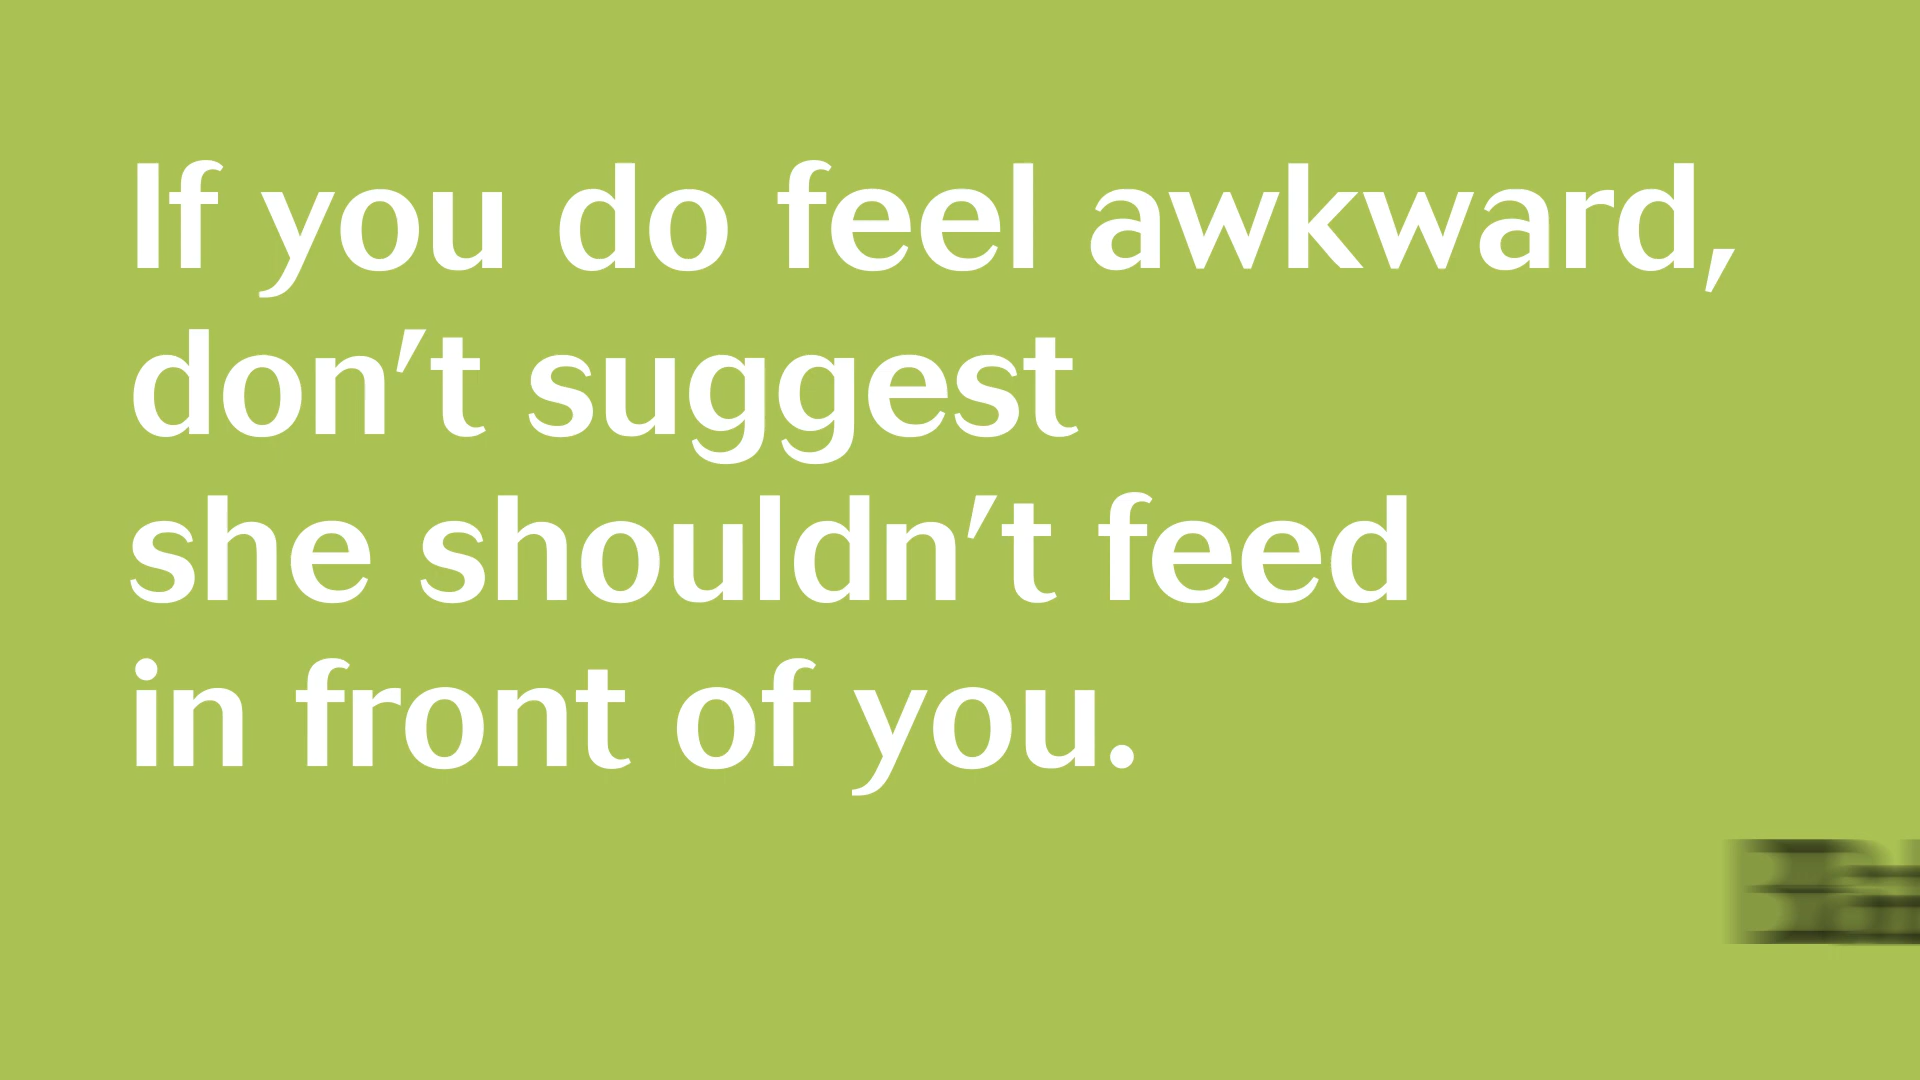 If you do feel awkward,
don't suggest
she shouldn't feed
in front of you.